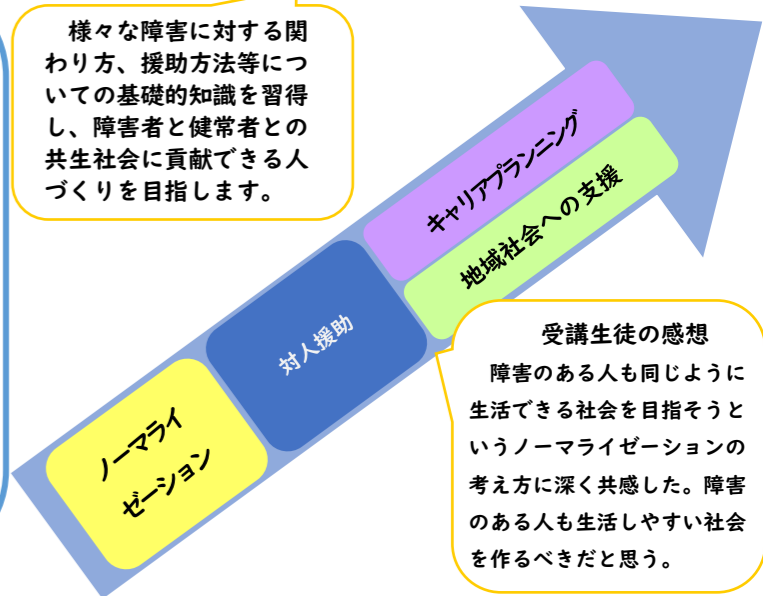 様々な障害に対する関
わり方、援助方法等につ
いての基礎的知識を習得
し、障害者と健常者との
共生社会に貢献できる人
づくりを目指します。
キャリアプランニング
地域社会への支援
対人援助
ノーマライ
ゼーション
受講生徒の感想
障害のある人も同じように
生活できる社会を目指そうと
いうノーマライゼーションの
考え方に深く共感した。障害
のある人も生活しやすい社会
を作るべきだと思う。